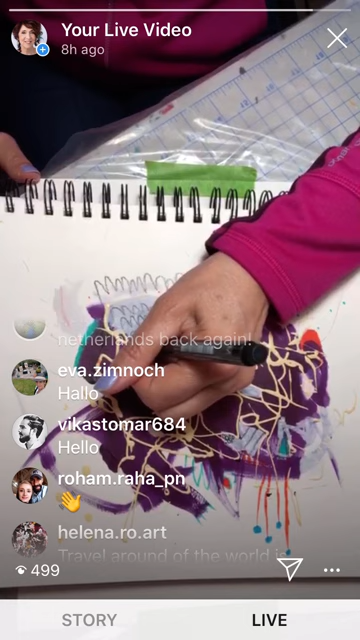 Your Live Video
8h ago
netherlands back again!
eva.zimnoch
Hallo
vikastomar684
Hello
roham.raha_pn
👋
helena.ro.art
Travel around of the world is
499
STORY
LIVE